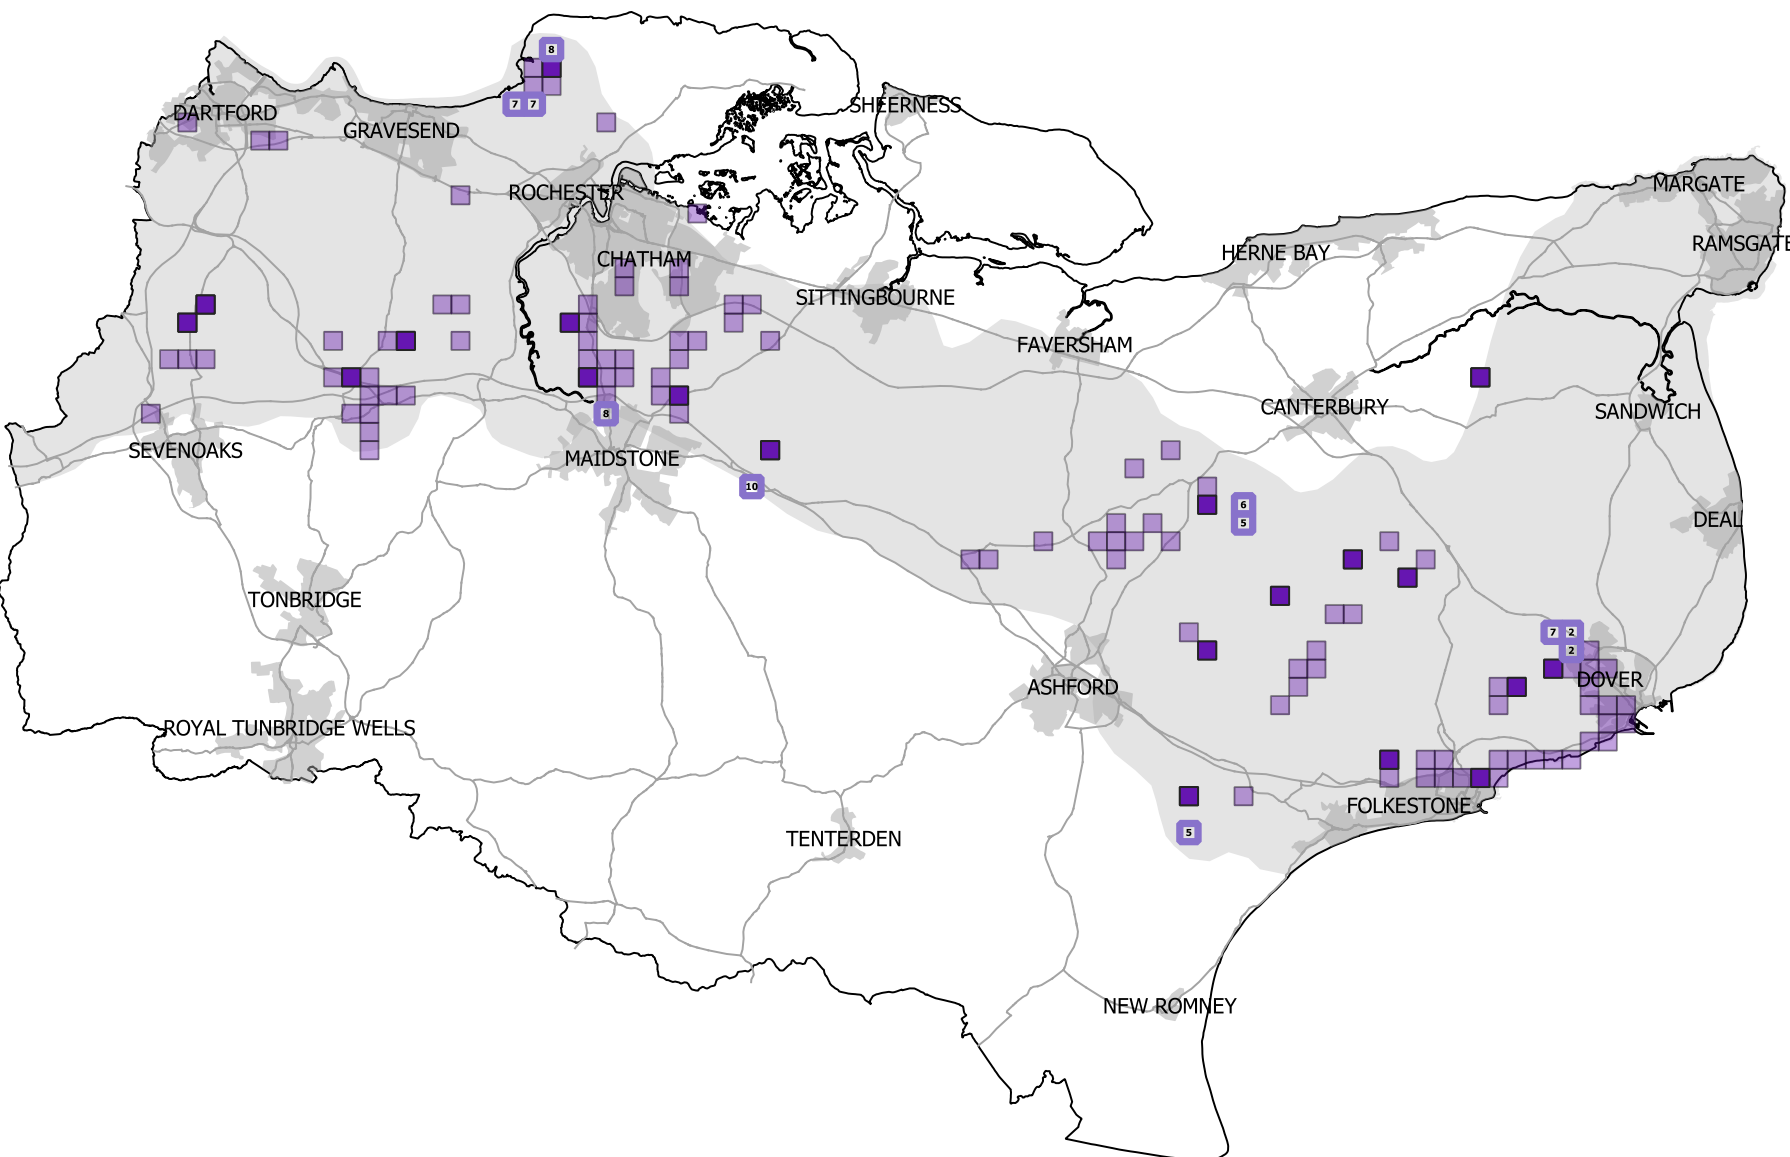 8
7 7
SHEERNESS
DARTFORD
GRAVESEND
MARGATE
ROCHESTER
RAMSGATE
HERNE BAY
CHATHAM
SITTINGBOURNE
FAVERSHAM
CANTERBURY
SANDWICH
8
SEVENOAKS
MAIDSTONE
10
6
5
DEAL
TONBRIDGE
7 2
2
DOVER
ASHFORD
ROYAL TUNBRIDGE WELLS
FOLKESTONE
5
TENTERDEN
NEW ROMNEY